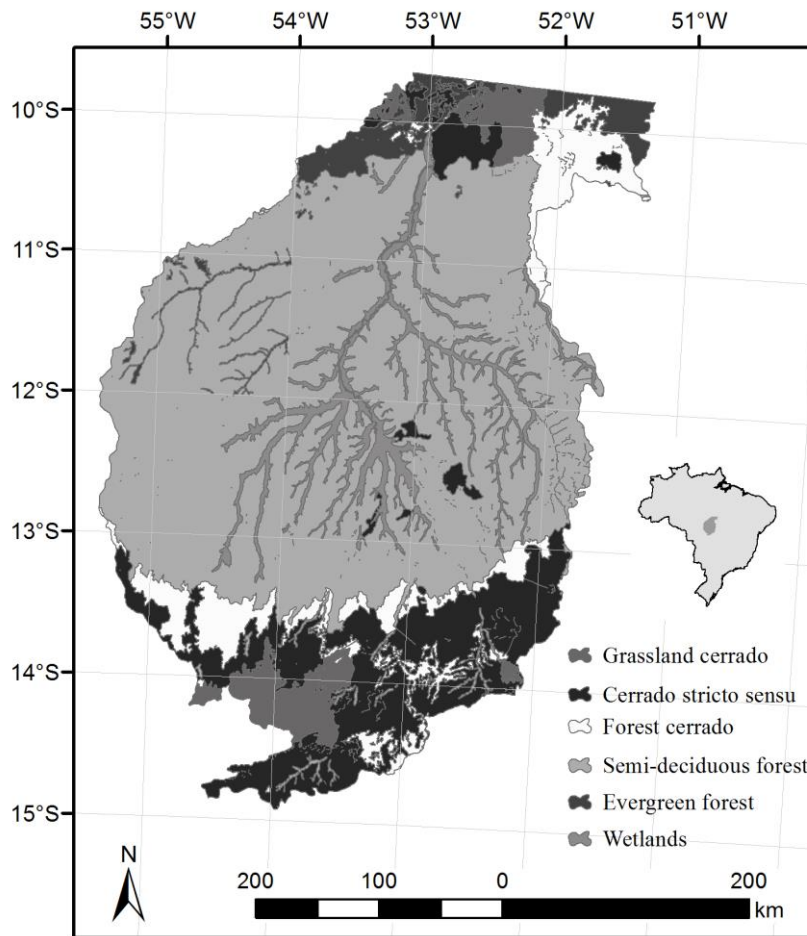 55°W 54°W 53°W 52°W 51°W
10°S
11°S
12°S
13°S
14°S
15°S
Grassland cerrado
Cerrado stricto sensu
Forest cerrado
Semi-deciduous forest
Evergreen forest
Wetlands
N
200 100 0 200
km